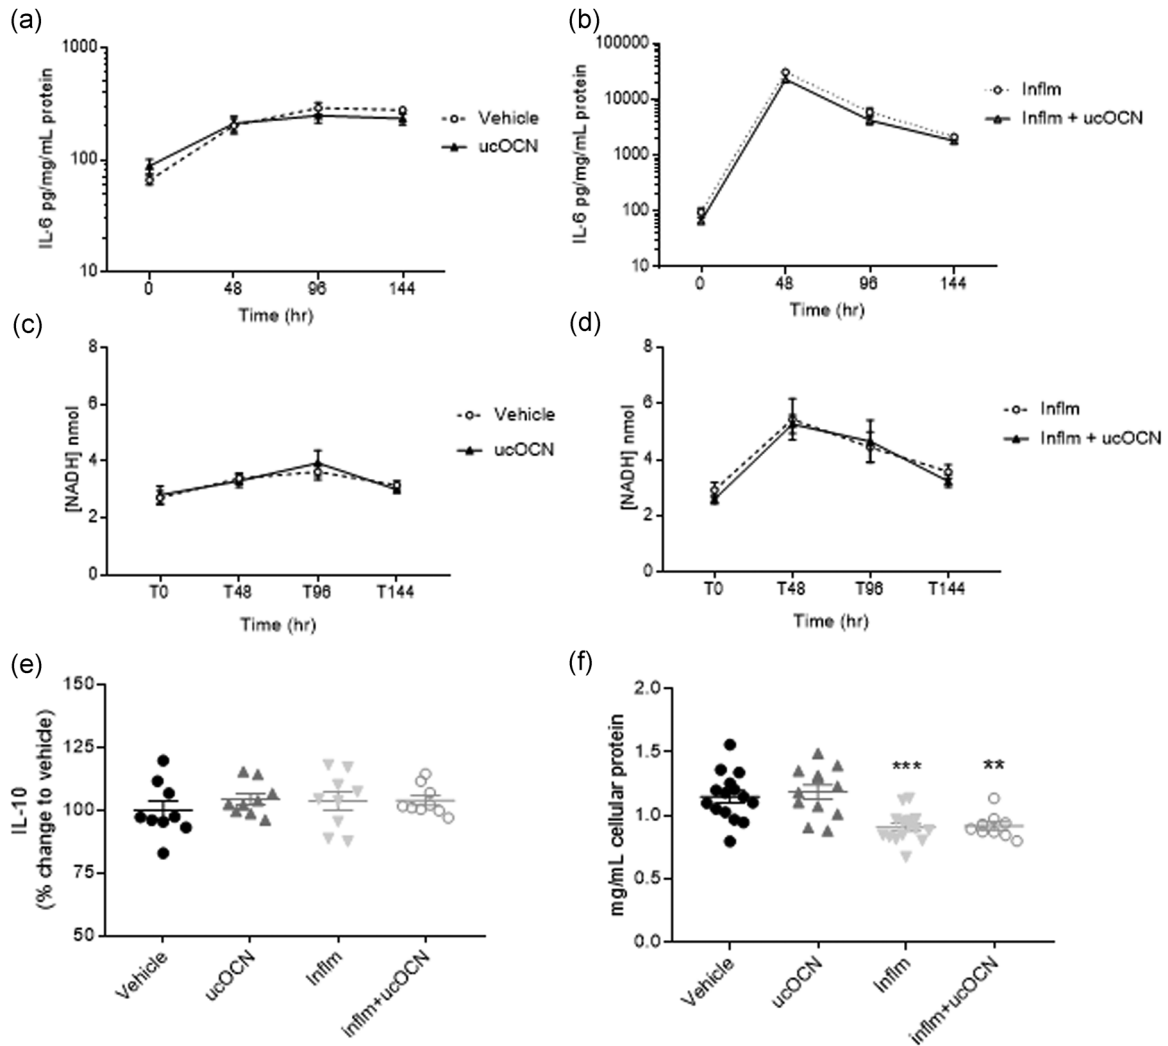 (a)
IL-6 pg/mg/mL protein
1000
100
10
0 48 96 144
Time (hr)
Vehicle
ucOCN
(b)
IL-6 pg/mg/mL protein
100000
10000
1000
100
10
0 48 96 144
Time (hr)
Inflm
Inflm + ucOCN
(c)
[NADH] nmol
8
6
4
2
0
T0 T48 T96 T144
Time (hr)
Vehicle
ucOCN
(d)
[NADH] nmol
8
6
4
2
0
T0 T48 T96 T144
Time (hr)
Inflm
Inflm + ucOCN
(e)
IL-10
(% change to vehicle)
150
125
100
75
50
Vehicle
ucOCN
Inflm
inflm+ucOCN
(f)
mg/mL cellular protein
2.0
1.5
1.0
0.5
0.0
***
**
Vehicle
ucOCN
Inflm
inflm+ucOCN